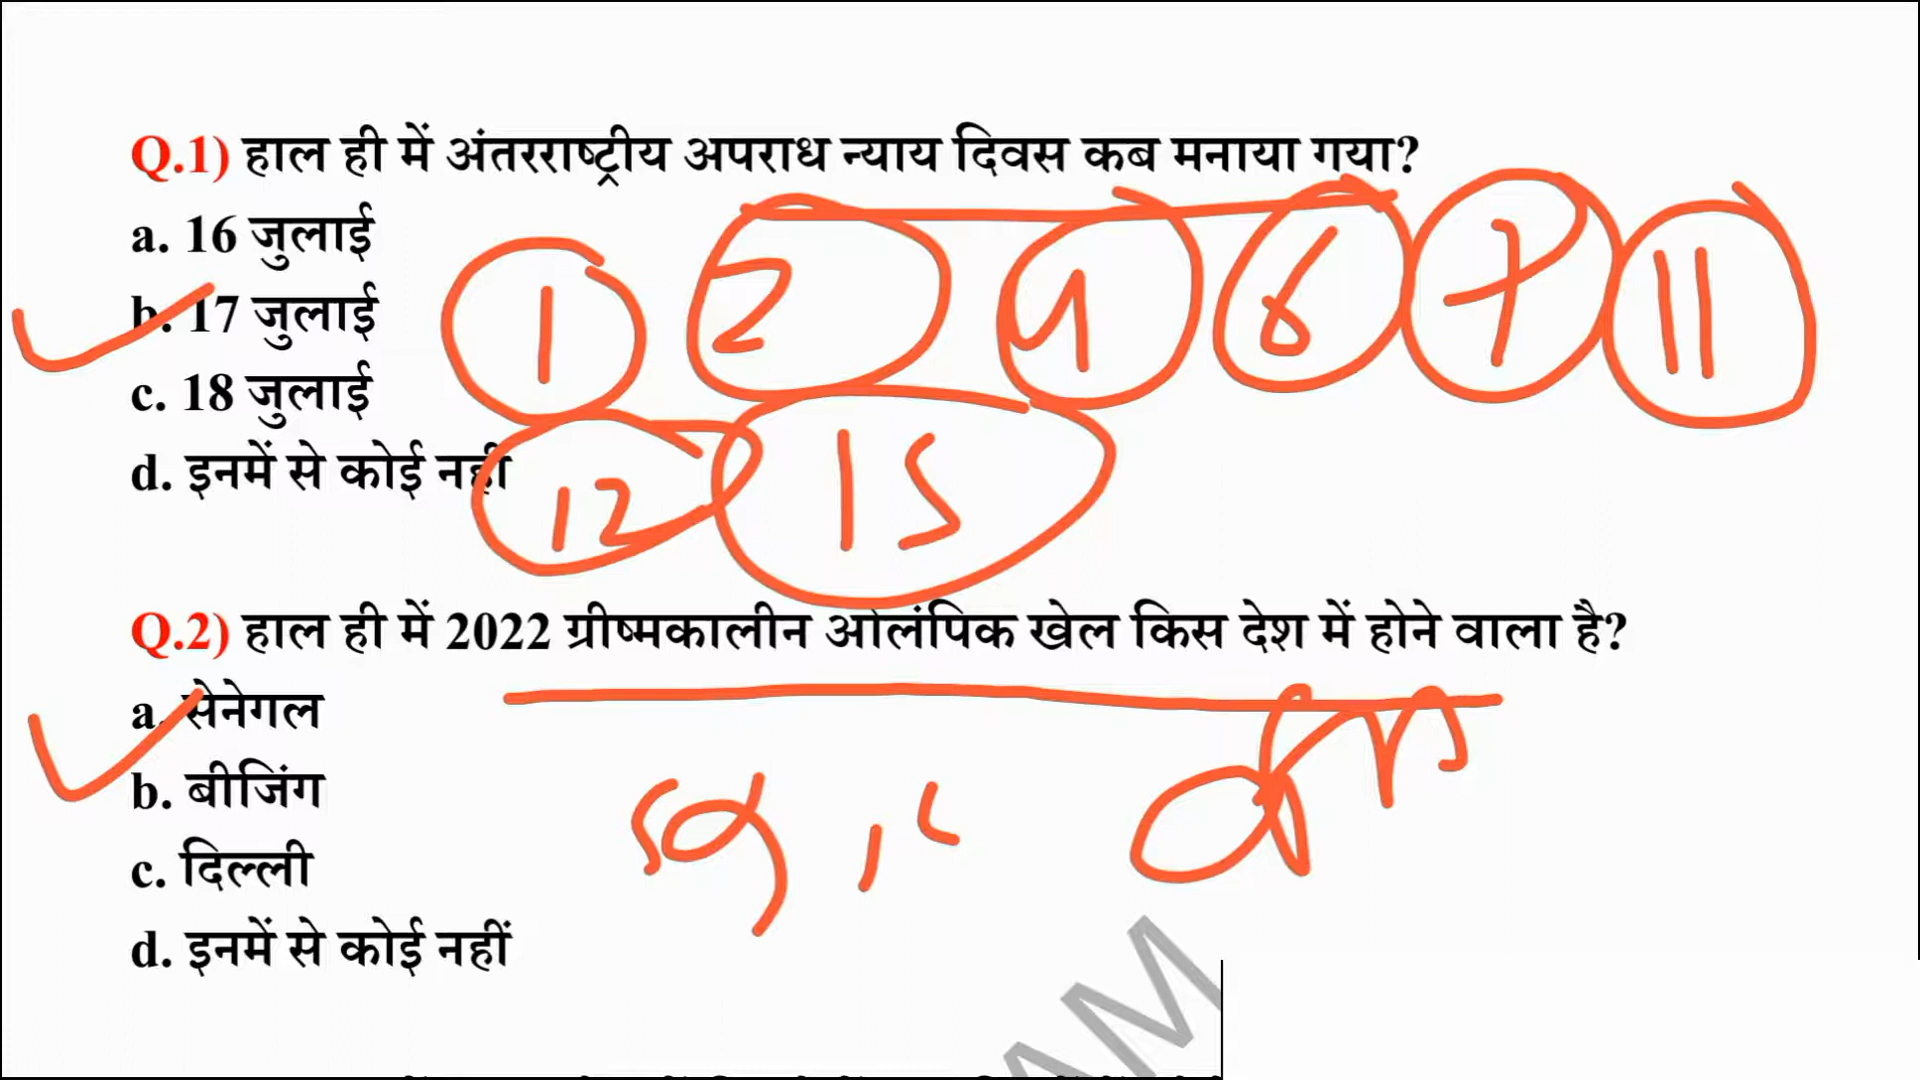 Q.1) हाल ही में अंतरराष्ट्रीय अपराध न्याय दिवस कब मनाया गया?
a. 16 जुलाई
b. 17 जुलाई
c. 18 जुलाई
d. इनमें से कोई नहीं
1 2 4 6 7 11
12 15
Q.2) हाल ही में 2022 ग्रीष्मकालीन ओलंपिक खेल किस देश में होने वाला है?
a. सेनेगल
b. बीजिंग
c. दिल्ली
d. इनमें से कोई नहीं
AM